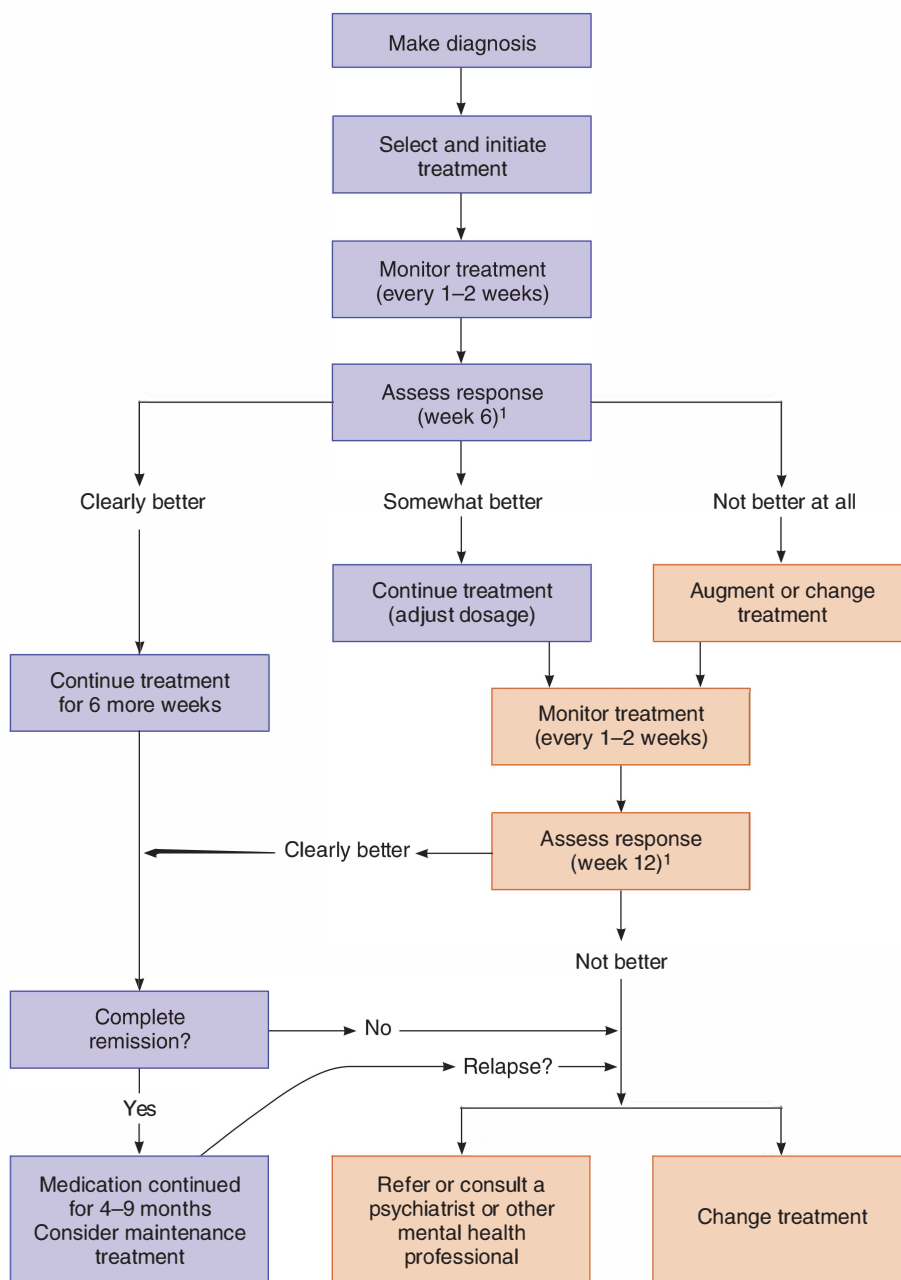 Make diagnosis
Select and initiate
treatment
Monitor treatment
(every 1–2 weeks)
Assess response
(week 6)¹
Clearly better
Somewhat better
Not better at all
Continue treatment
(adjust dosage)
Augment or change
treatment
Continue treatment
for 6 more weeks
Monitor treatment
(every 1–2 weeks)
Clearly better
Assess response
(week 12)¹
Not better
Complete
remission?
No
Relapse?
Yes
Medication continued
for 4–9 months
Consider maintenance
treatment
Refer or consult a
psychiatrist or other
mental health
professional
Change treatment